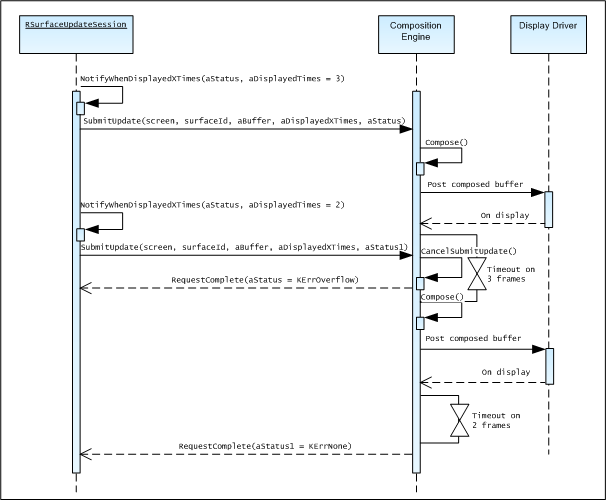 RSurfaceUpdateSession
Composition
Engine
Display Driver
NotifyWhenDisplayedXTimes(aStatus, aDisplayedTimes = 3)
SubmitUpdate(screen, surfaceId, aBuffer, aDisplayedXTimes, aStatus)
Compose()
Post composed buffer
NotifyWhenDisplayedXTimes(aStatus, aDisplayedTimes = 2)
On display
SubmitUpdate(screen, surfaceId, aBuffer, aDisplayedXTimes, aStatus1)
CancelSubmitUpdate()
Timeout on
3 frames
RequestComplete(aStatus = KErrOverflow)
Compose()
Post composed buffer
On display
Timeout on
2 frames
RequestComplete(aStatus1 = KErrNone)